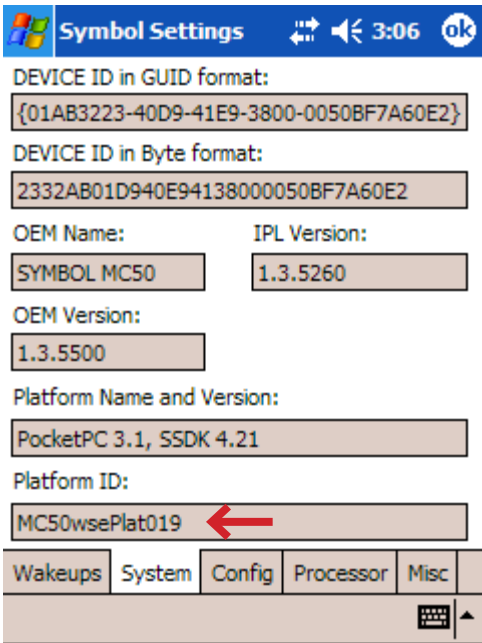 Symbol Settings 3:06 ok
DEVICE ID in GUID format:
{01AB3223-40D9-41E9-3800-0050BF7A60E2}
DEVICE ID in Byte format:
2332AB01D940E94138000050BF7A60E2
OEM Name: IPL Version:
SYMBOL MC50 1.3.5260
OEM Version:
1.3.5500
Platform Name and Version:
PocketPC 3.1, SSDK 4.21
Platform ID:
MC50wsePlat019
Wakeups System Config Processor Misc